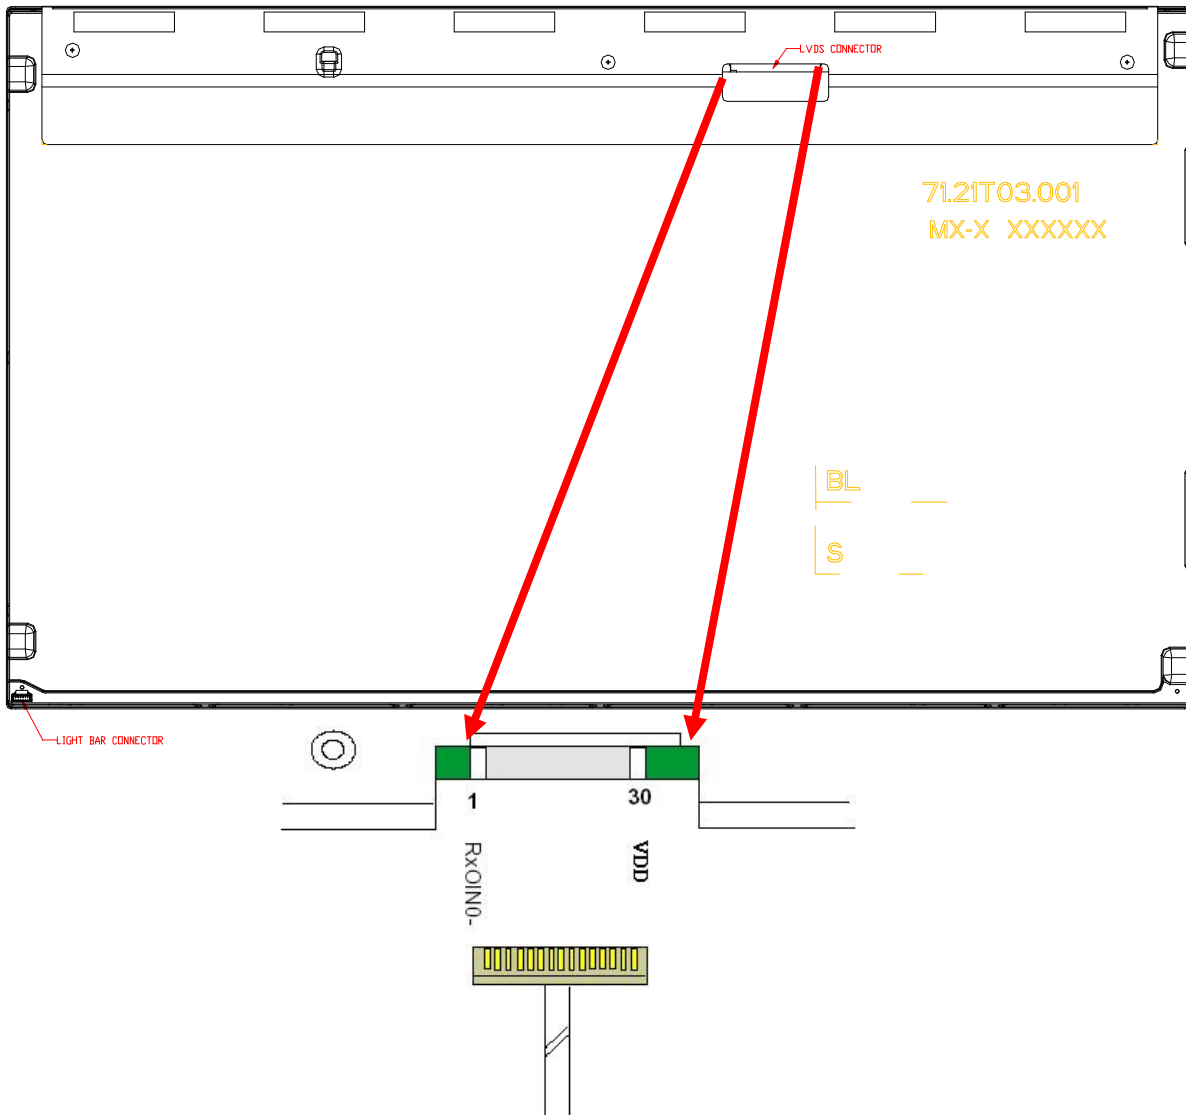 LVDS CONNECTOR
71.21T03.001
MX-X XXXXXX
BL
S
LIGHT BAR CONNECTOR
1
30
RxOIN0-
VDD